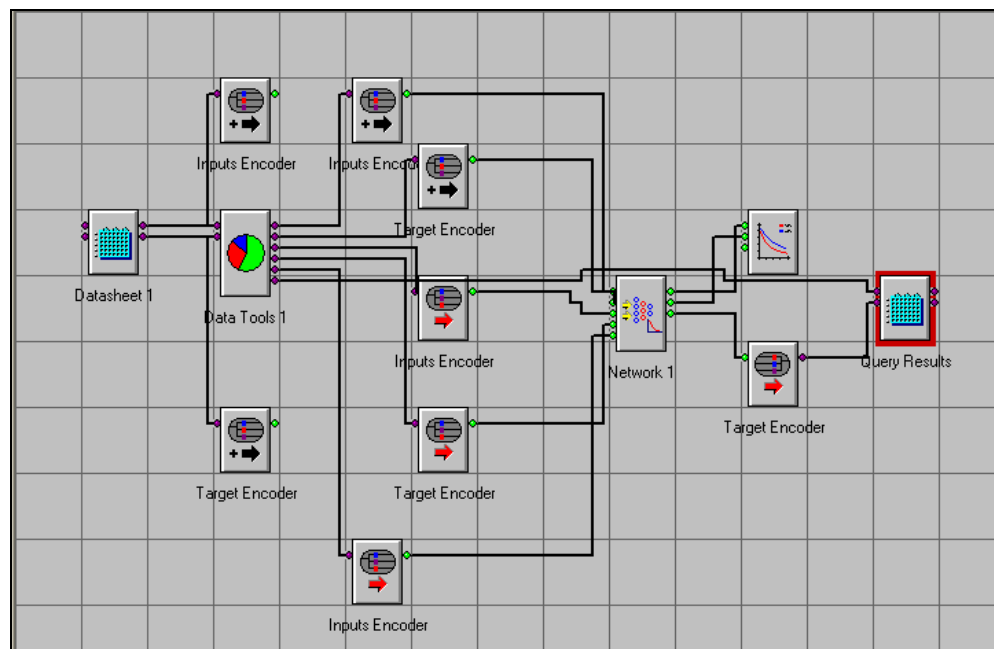 Inputs Encoder
Inputs Encod
Target Encoder
Datasheet 1
Data Tools 1
Inputs Encoder
Network 1
Query Results
Target Encoder
Target Encoder
Target Encoder
Inputs Encoder